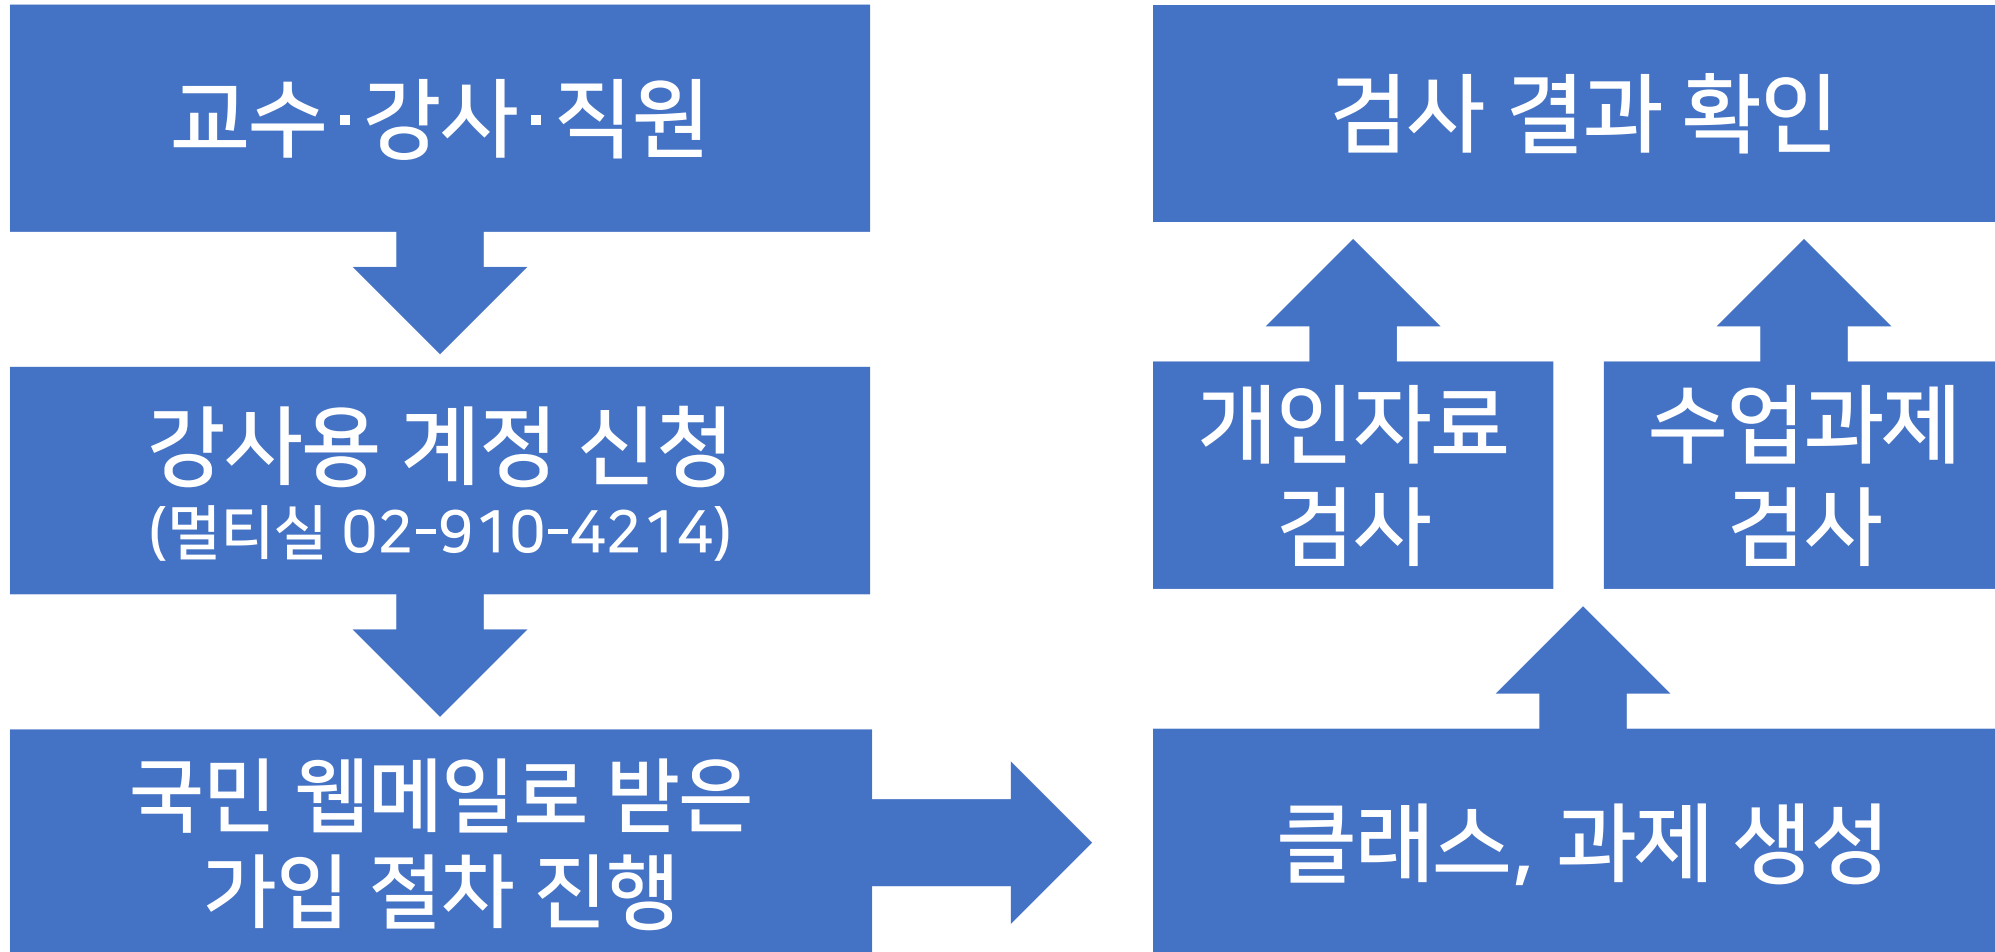 교수·강사·직원
강사용 계정 신청
(멀티실 02-910-4214)
국민 웹메일로 받은
가입 절차 진행
클래스, 과제 생성
개인자료
검사
수업과제
검사
검사 결과 확인